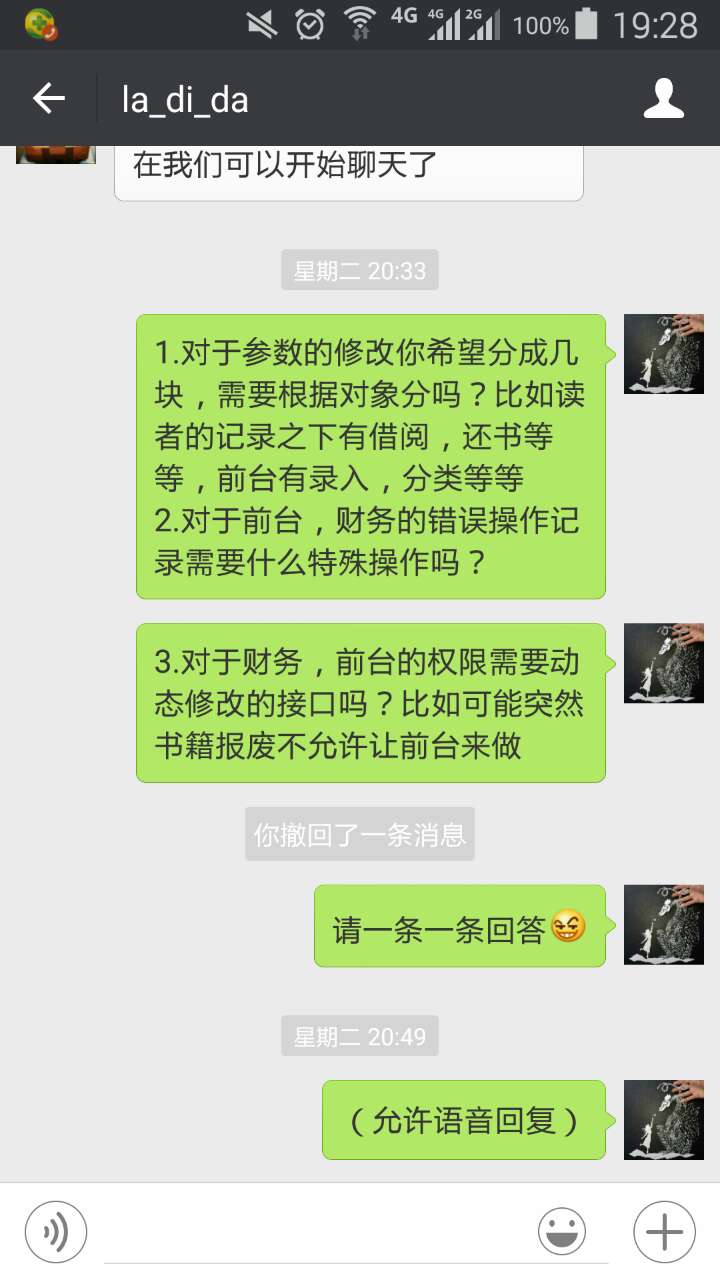 4G 4G 2G 100% 19:28
la_di_da
在我们可以开始聊天了
星期二 20:33
1.对于参数的修改你希望分成几
块，需要根据对象分吗？比如读
者的记录之下有借阅，还书等
等，前台有录入，分类等等
2.对于前台，财务的错误操作记
录需要什么特殊操作吗？
3.对于财务，前台的权限需要动
态修改的接口吗？比如可能突然
书籍报废不允许让前台来做
你撤回了一条消息
请一条一条回答
星期二 20:49
（允许语音回复）